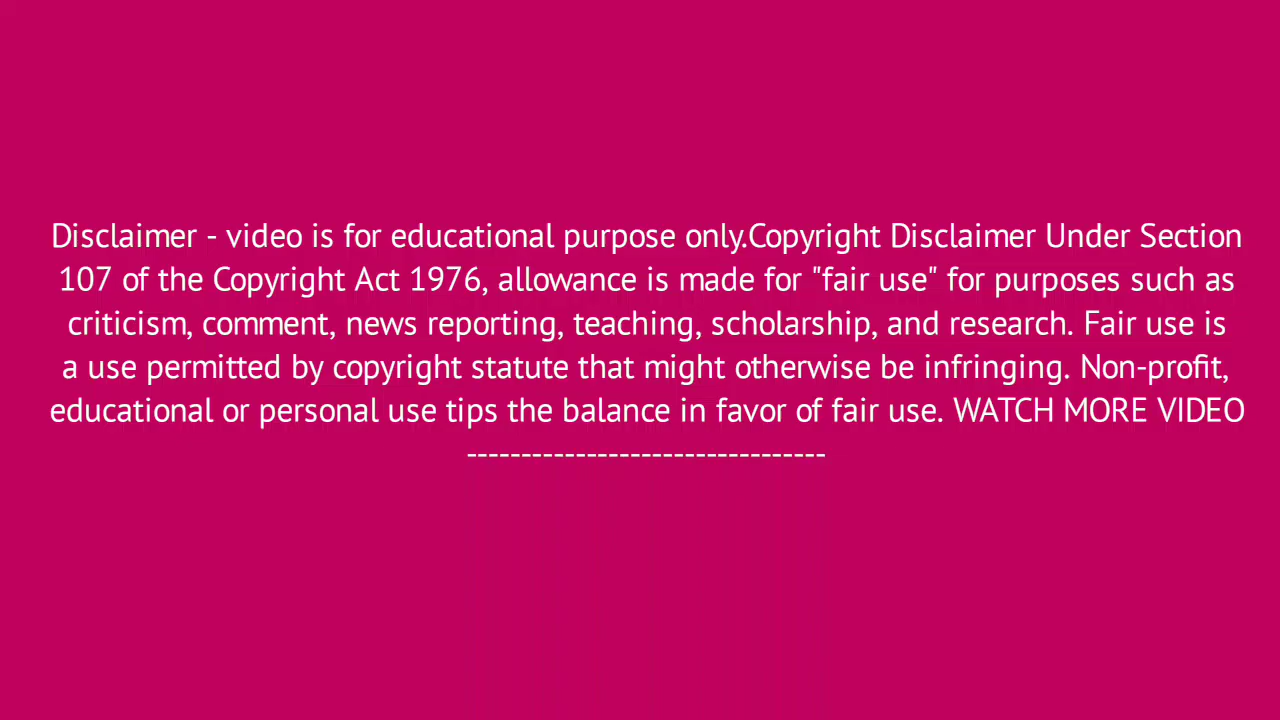 Disclaimer - video is for educational purpose only.Copyright Disclaimer Under Section
107 of the Copyright Act 1976, allowance is made for "fair use" for purposes such as
criticism, comment, news reporting, teaching, scholarship, and research. Fair use is
a use permitted by copyright statute that might otherwise be infringing. Non-profit,
educational or personal use tips the balance in favor of fair use. WATCH MORE VIDEO
---------------------------------